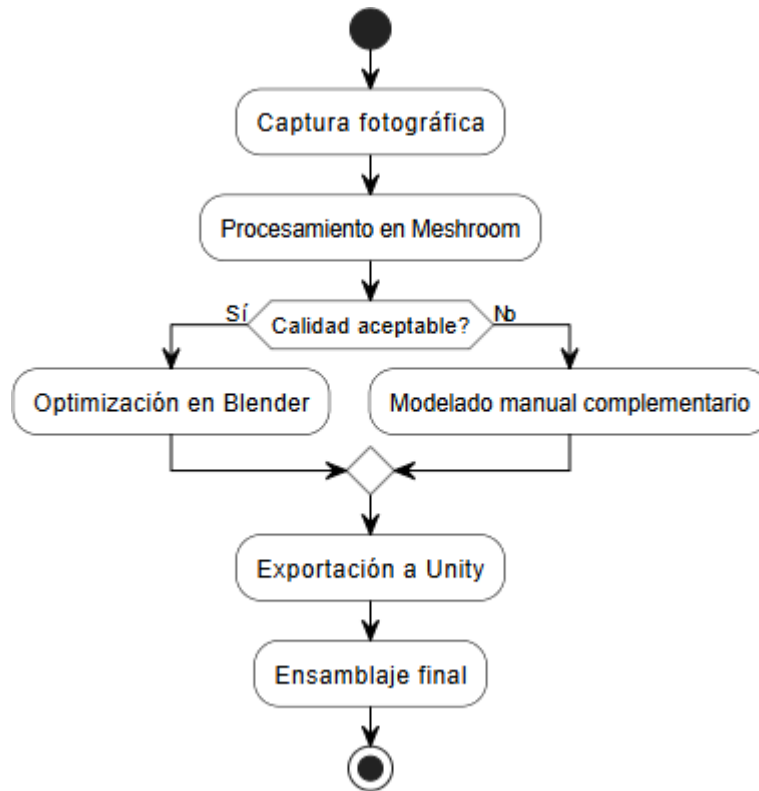 Captura fotográfica
Procesamiento en Meshroom
Sí
Calidad aceptable?
No
Optimización en Blender
Modelado manual complementario
Exportación a Unity
Ensamblaje final